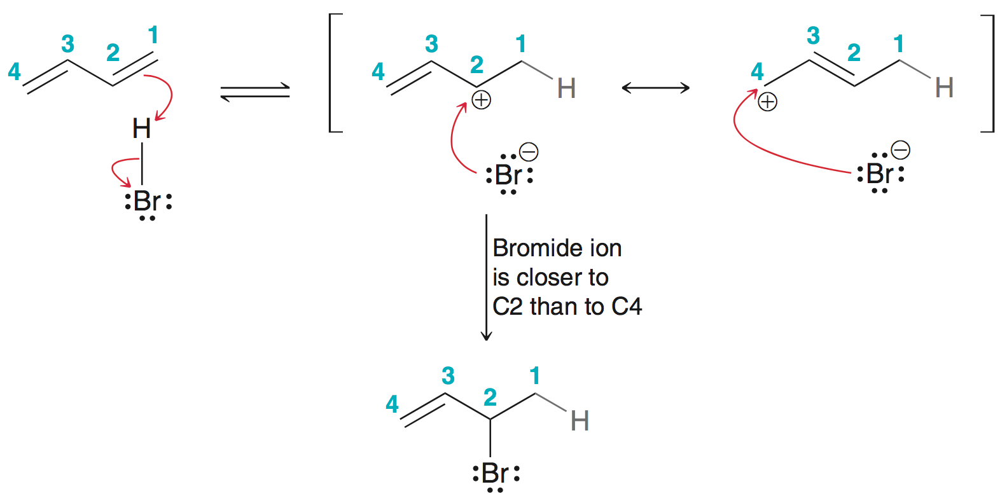 4 3 2 1
H
:Br:
4 3 2 1
H
⊕
:Br: ⊖
4 3 2 1
H
⊕
:Br: ⊖
Bromide ion
is closer to
C2 than to C4
4 3 2 1
H
:Br: